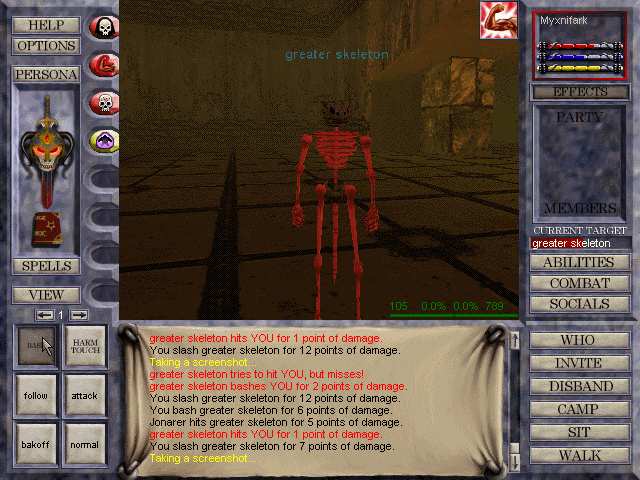 HELP
OPTIONS
PERSONA
SPELLS
VIEW
1
BASH
HARM
TOUCH
follow
attack
bakoff
normal
greater skeleton
105 0.0% 0.0% 789
greater skeleton hits YOU for 1 point of damage.
You slash greater skeleton for 12 points of damage.
Taking a screenshot...
greater skeleton tries to hit YOU, but misses!
greater skeleton bashes YOU for 2 points of damage.
You slash greater skeleton for 12 points of damage.
You bash greater skeleton for 6 points of damage.
Jonarer hits greater skeleton for 5 points of damage.
greater skeleton hits YOU for 1 point of damage.
You slash greater skeleton for 7 points of damage.
Taking a screenshot...
Myxnifark
EFFECTS
PARTY
MEMBERS
CURRENT TARGET
greater skeleton
ABILITIES
COMBAT
SOCIALS
WHO
INVITE
DISBAND
CAMP
SIT
WALK